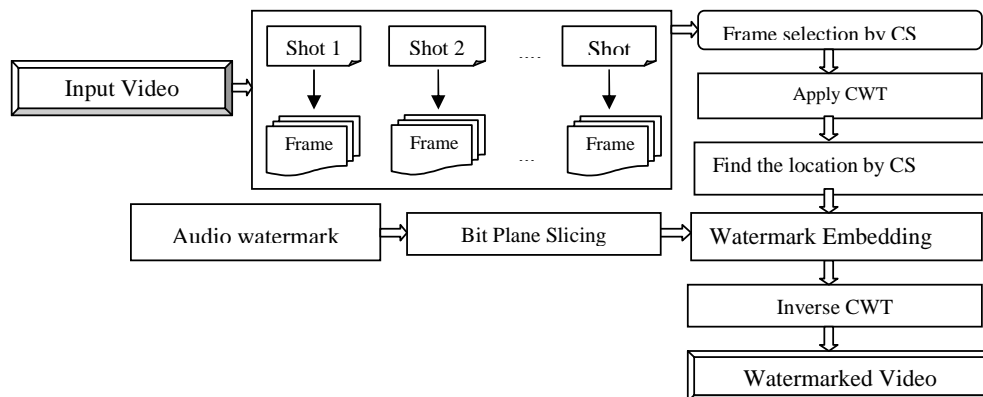 Shot 1
Shot 2
....
Shot
Frame selection by CS
Input Video
Apply CWT
Frame
Frame
...
Frame
Find the location by CS
Audio watermark
Bit Plane Slicing
Watermark Embedding
Inverse CWT
Watermarked Video